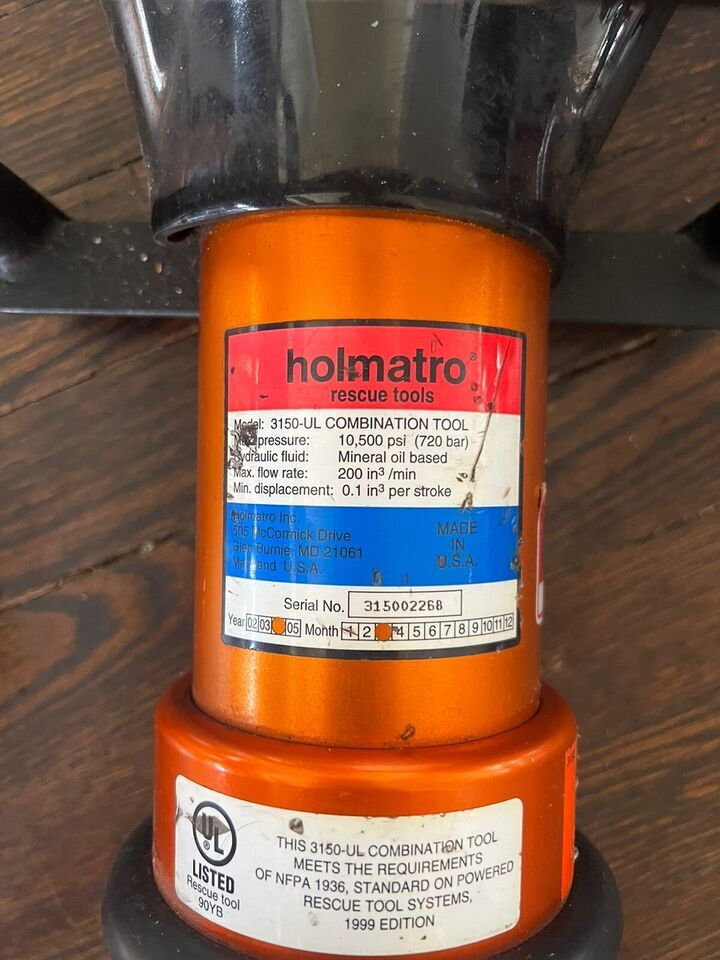 holmatro®
rescue tools
Model: 3150-UL COMBINATION TOOL
pressure: 10,500 psi (720 bar)
Hydraulic fluid: Mineral oil based
Max. flow rate: 200 in³ /min
Min. displacement: 0.1 in³ per stroke
Holmatro Inc.
505 McCormick Drive
Glen Burnie, MD 21061
Maryland U.S.A.
MADE
IN
U.S.A.
Serial No. 315002268
Year 02 03 05 Month 1 2 4 5 6 7 8 9 10 11 12
UL
®
LISTED
Rescue tool
90YB
THIS 3150-UL COMBINATION TOOL
MEETS THE REQUIREMENTS
OF NFPA 1936, STANDARD ON POWERED
RESCUE TOOL SYSTEMS,
1999 EDITION